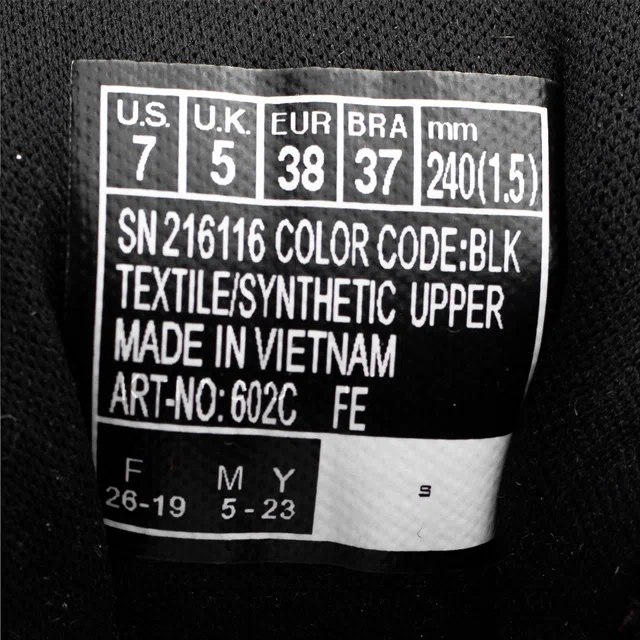 U.S. U.K. EUR BRA mm
7 5 38 37 240(1.5)
SN 216116 COLOR CODE:BLK
TEXTILE/SYNTHETIC UPPER
MADE IN VIETNAM
ART-NO: 602C FE
F M Y
26-19 5-23
s